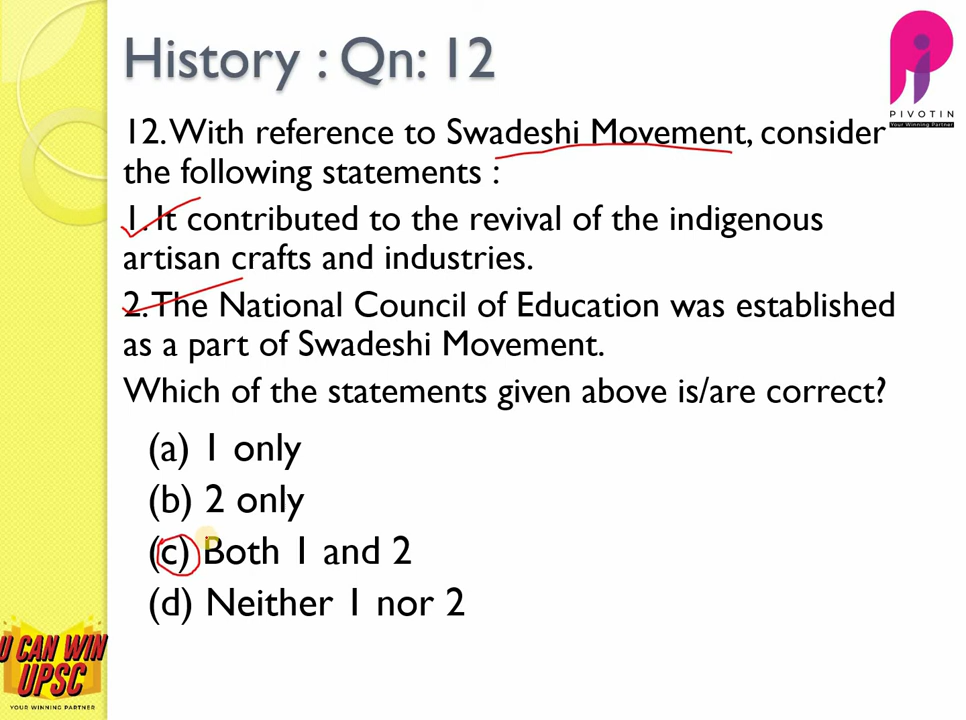 History : Qn: 12
PIVOTIN
Your Winning Partner
12. With reference to Swadeshi Movement, consider
the following statements :
1. It contributed to the revival of the indigenous
artisan crafts and industries.
2. The National Council of Education was established
as a part of Swadeshi Movement.
Which of the statements given above is/are correct?
(a) 1 only
(b) 2 only
(c) Both 1 and 2
(d) Neither 1 nor 2
U CAN WIN
UPSC
YOUR WINNING PARTNER